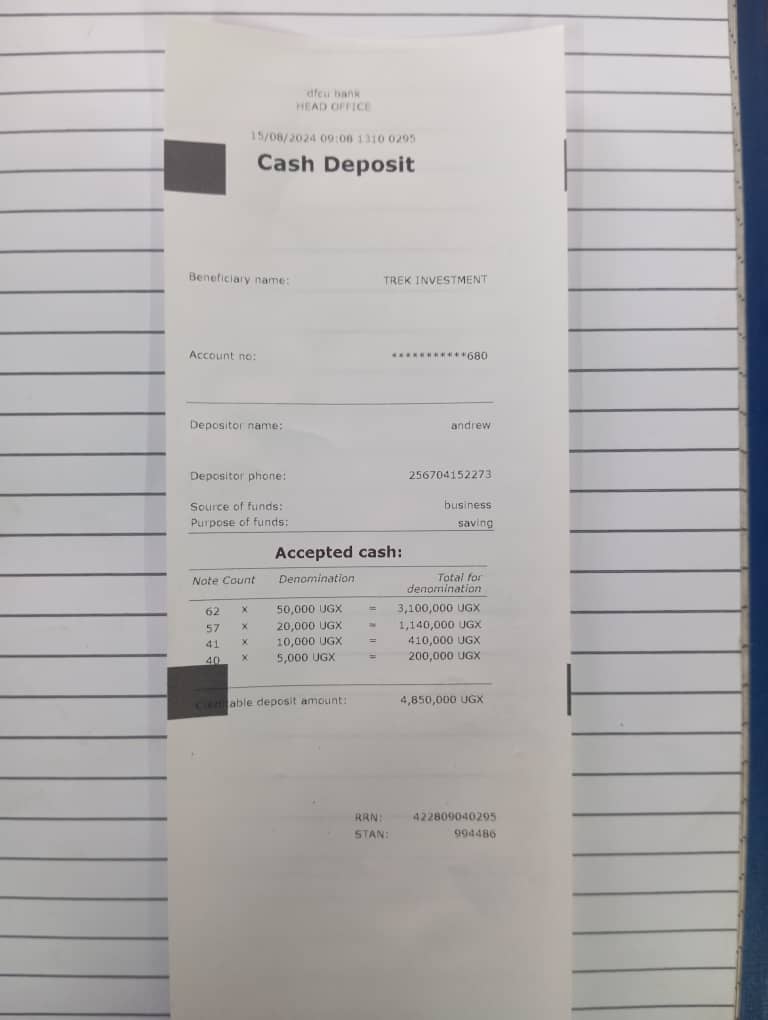 dfcu bank
HEAD OFFICE
15/08/2024 09:08 1310 0295
Cash Deposit
Beneficiary name: TREK INVESTMENT
Account no: ***********680
Depositor name: andrew
Depositor phone: 256704152273
Source of funds: business
Purpose of funds: saving
Accepted cash:
Note Count Denomination Total for denomination
62 x 50,000 UGX = 3,100,000 UGX
57 x 20,000 UGX = 1,140,000 UGX
41 x 10,000 UGX = 410,000 UGX
40 x 5,000 UGX = 200,000 UGX
Creditable deposit amount: 4,850,000 UGX
RRN: 422809040295
STAN: 994486